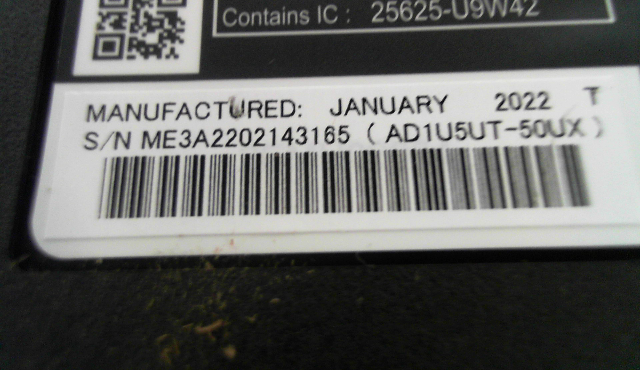 Contains IC : 25625-U9W42
MANUFACTURED: JANUARY 2022 T
S/N ME3A2202143165 ( AD1U5UT-50UX )